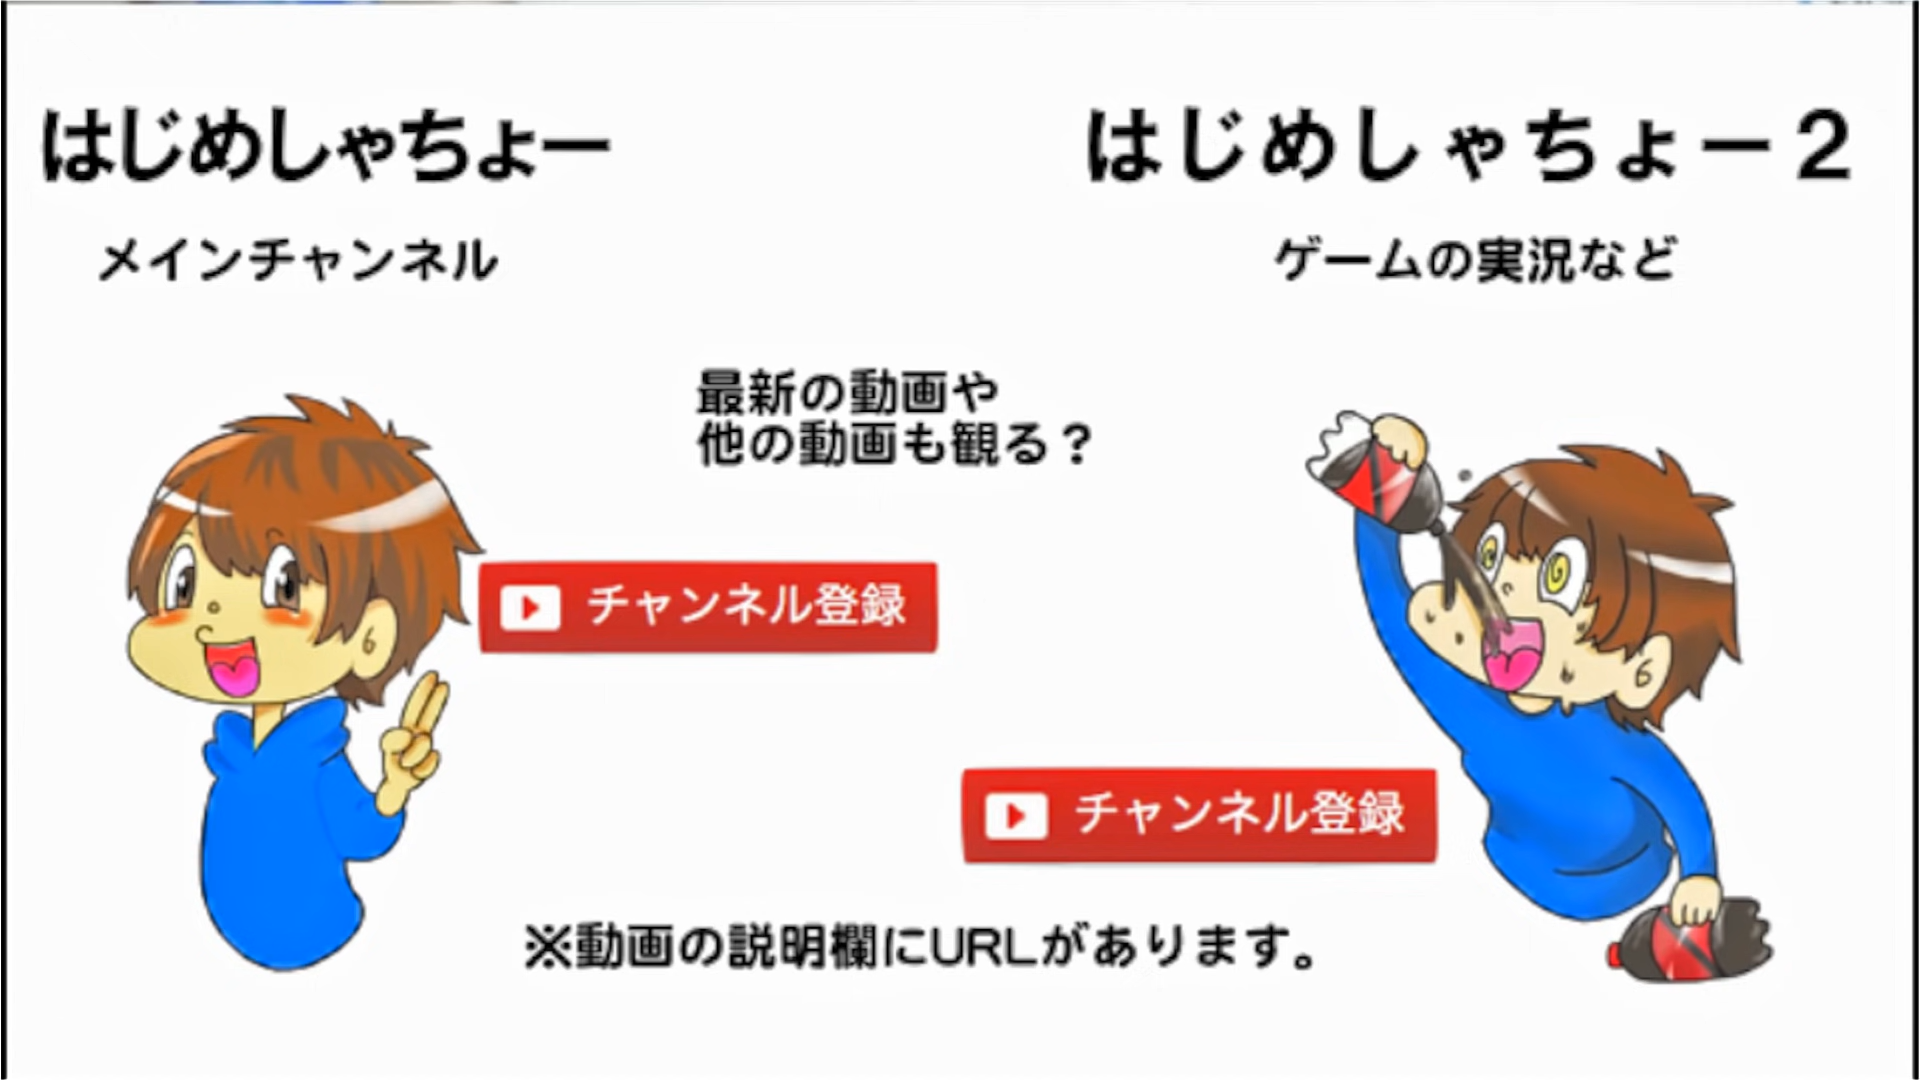 はじめしゃちょー
メインチャンネル
はじめしゃちょー２
ゲームの実況など
最新の動画や
他の動画も観る？
チャンネル登録
チャンネル登録
※動画の説明欄にURLがあります。